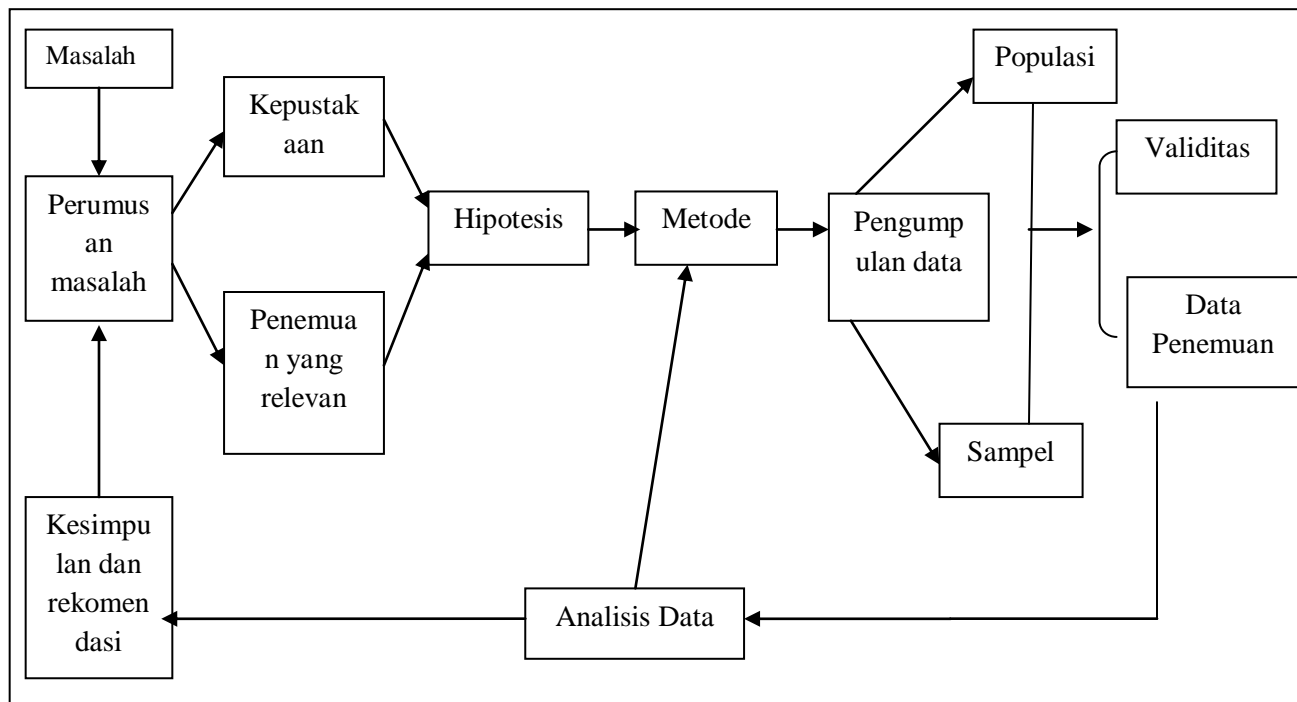 Masalah
Perumus
an
masalah
Kepustak
aan
Penemua
n yang
relevan
Hipotesis
Metode
Pengump
ulan data
Populasi
Sampel
Validitas
Data
Penemuan
Analisis Data
Kesimpu
lan dan
rekomen
dasi